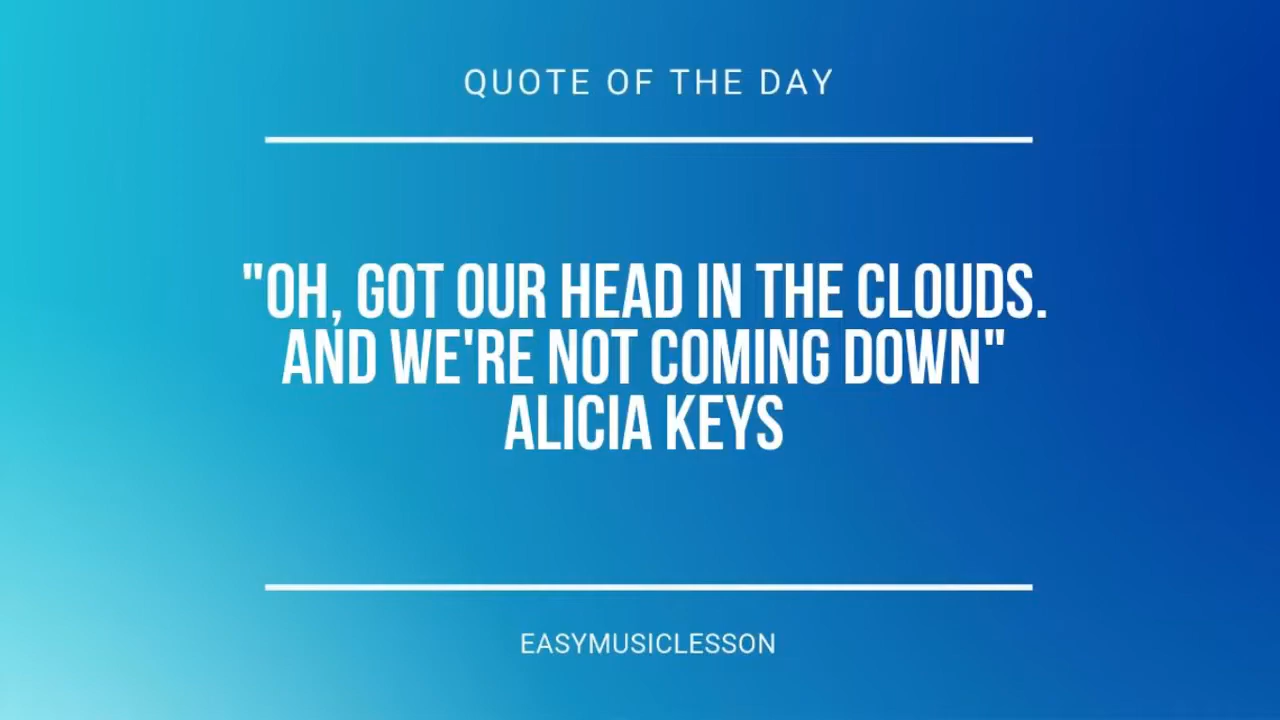 QUOTE OF THE DAY
"OH, GOT OUR HEAD IN THE CLOUDS.
AND WE'RE NOT COMING DOWN"
ALICIA KEYS
EASYMUSICLESSON